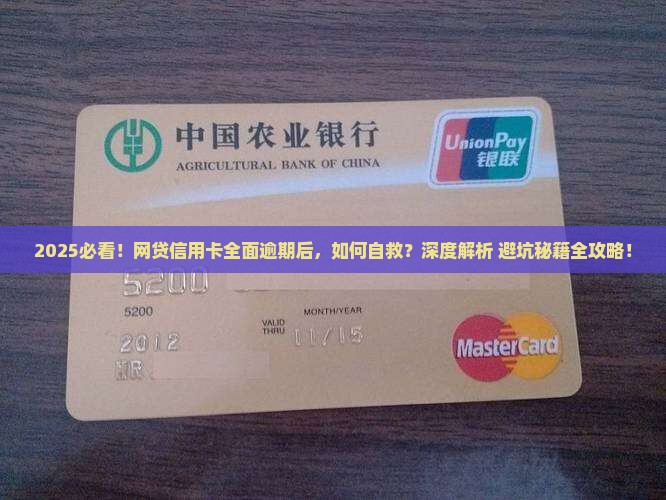 中国农业银行
AGRICULTURAL BANK OF CHINA
UnionPay
银联
2025必看！网贷信用卡全面逾期后，如何自救？深度解析 避坑秘籍全攻略！
5200
5200
MONTH/YEAR
VALID
THRU
11/15
2012
MR
MasterCard